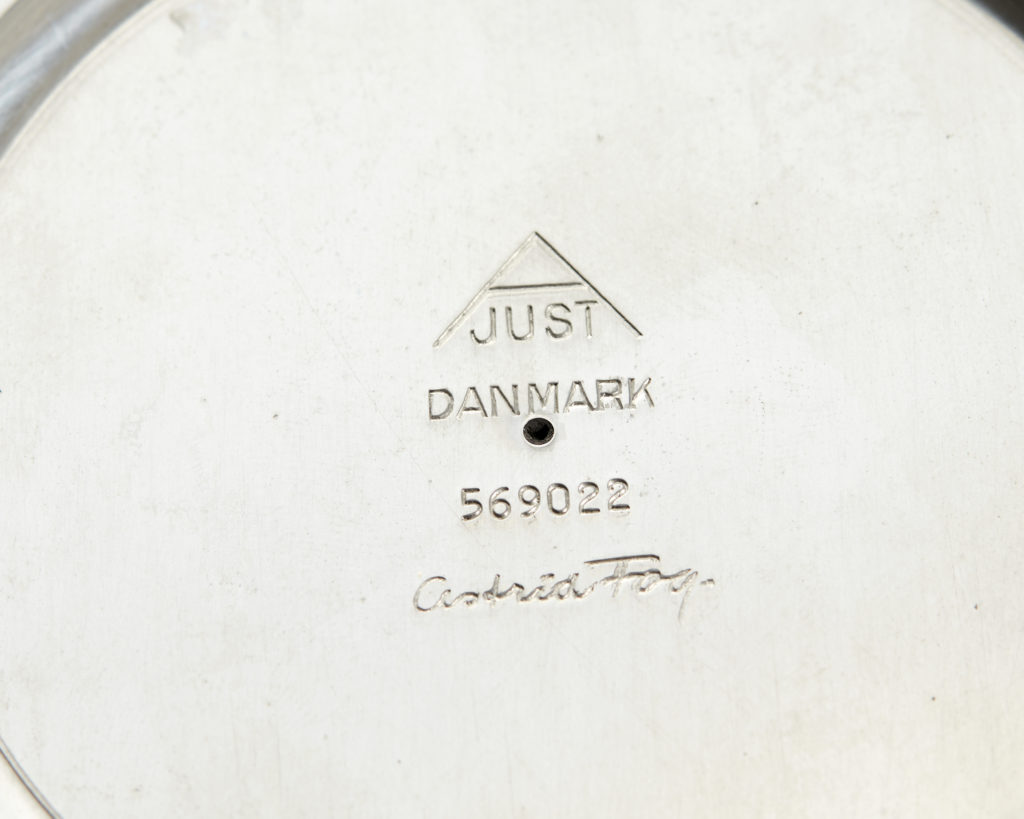 JUST
DANMARK
569022
Astrid Fog.